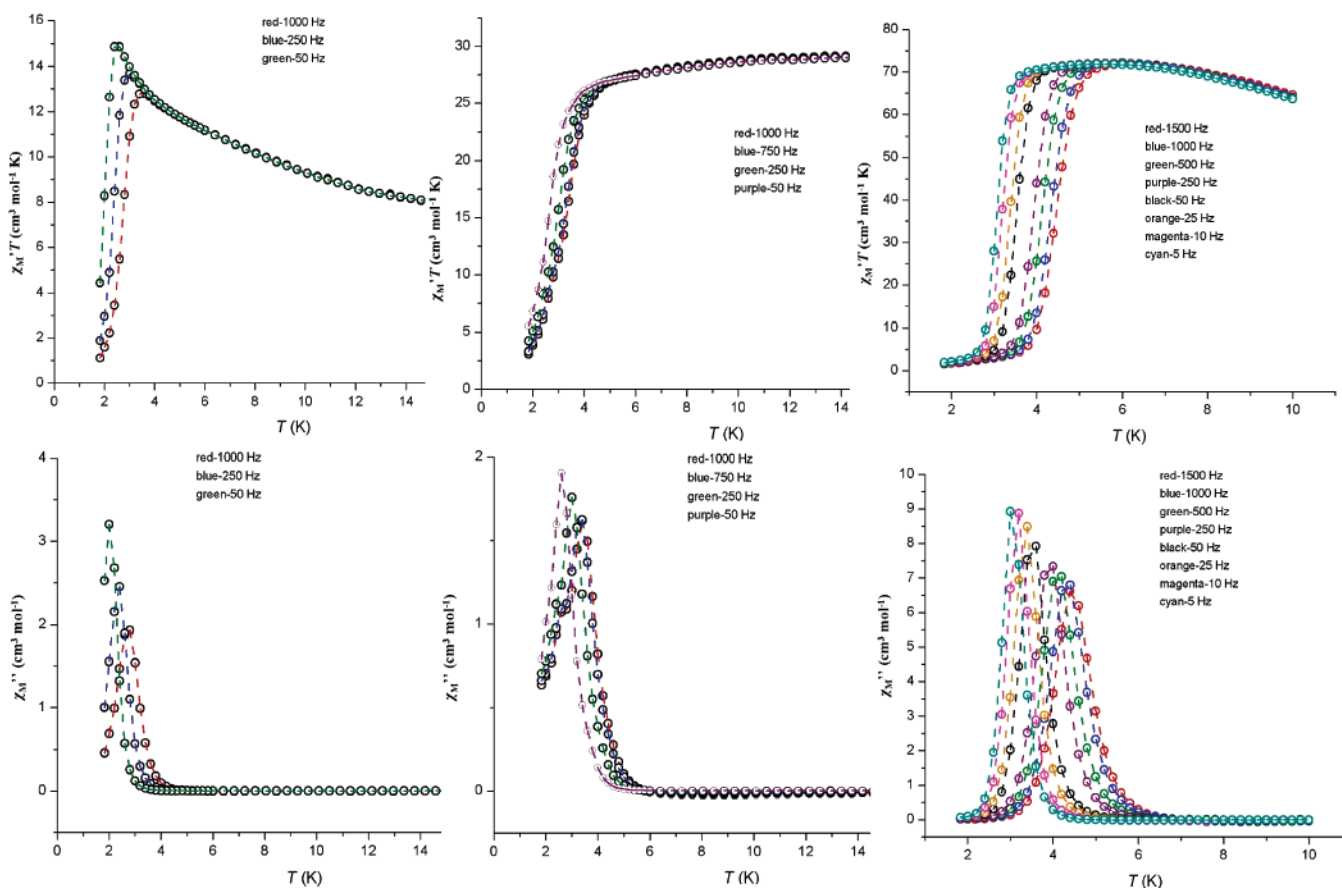 χM'T (cm³ mol⁻¹ K)
16
14
12
10
8
6
4
2
0
red-1000 Hz
blue-250 Hz
green-50 Hz
0 2 4 6 8 10 12 14
T (K)
χM'T (cm³ mol⁻¹ K)
30
25
20
15
10
5
0
red-1000 Hz
blue-750 Hz
green-250 Hz
purple-50 Hz
0 2 4 6 8 10 12 14
T (K)
χM'T (cm³ mol⁻¹ K)
80
70
60
50
40
30
20
10
0
red-1500 Hz
blue-1000 Hz
green-500 Hz
purple-250 Hz
black-50 Hz
orange-25 Hz
magenta-10 Hz
cyan-5 Hz
2 4 6 8 10
T (K)
χM'' (cm³ mol⁻¹)
4
3
2
1
0
red-1000 Hz
blue-250 Hz
green-50 Hz
0 2 4 6 8 10 12 14
T (K)
χM'' (cm³ mol⁻¹)
2
1
0
red-1000 Hz
blue-750 Hz
green-250 Hz
purple-50 Hz
0 2 4 6 8 10 12 14
T (K)
χM'' (cm³ mol⁻¹)
10
9
8
7
6
5
4
3
2
1
0
red-1500 Hz
blue-1000 Hz
green-500 Hz
purple-250 Hz
black-50 Hz
orange-25 Hz
magenta-10 Hz
cyan-5 Hz
2 4 6 8 10
T (K)